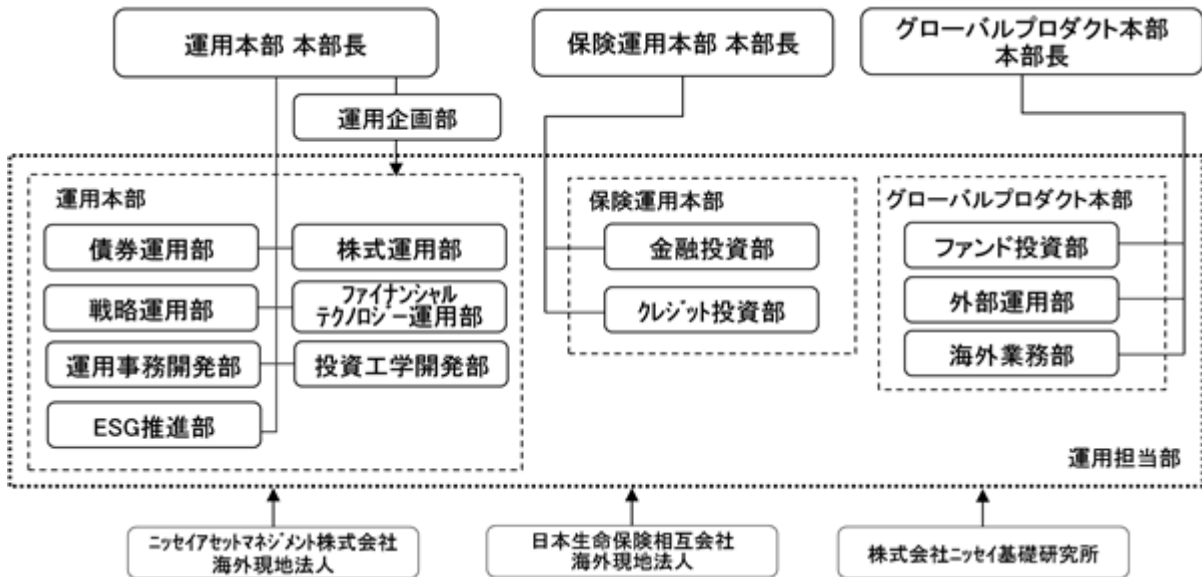 運用本部 本部長
保険運用本部 本部長
グローバルプロダクト本部
本部長
運用企画部
運用本部
債券運用部
株式運用部
戦略運用部
ファイナンシャル
テクノロジー運用部
運用事務開発部
投資工学開発部
ESG推進部
保険運用本部
金融投資部
クレジット投資部
グローバルプロダクト本部
ファンド投資部
外部運用部
海外業務部
運用担当部
ニッセイアセットマネジメント株式会社
海外現地法人
日本生命保険相互会社
海外現地法人
株式会社ニッセイ基礎研究所